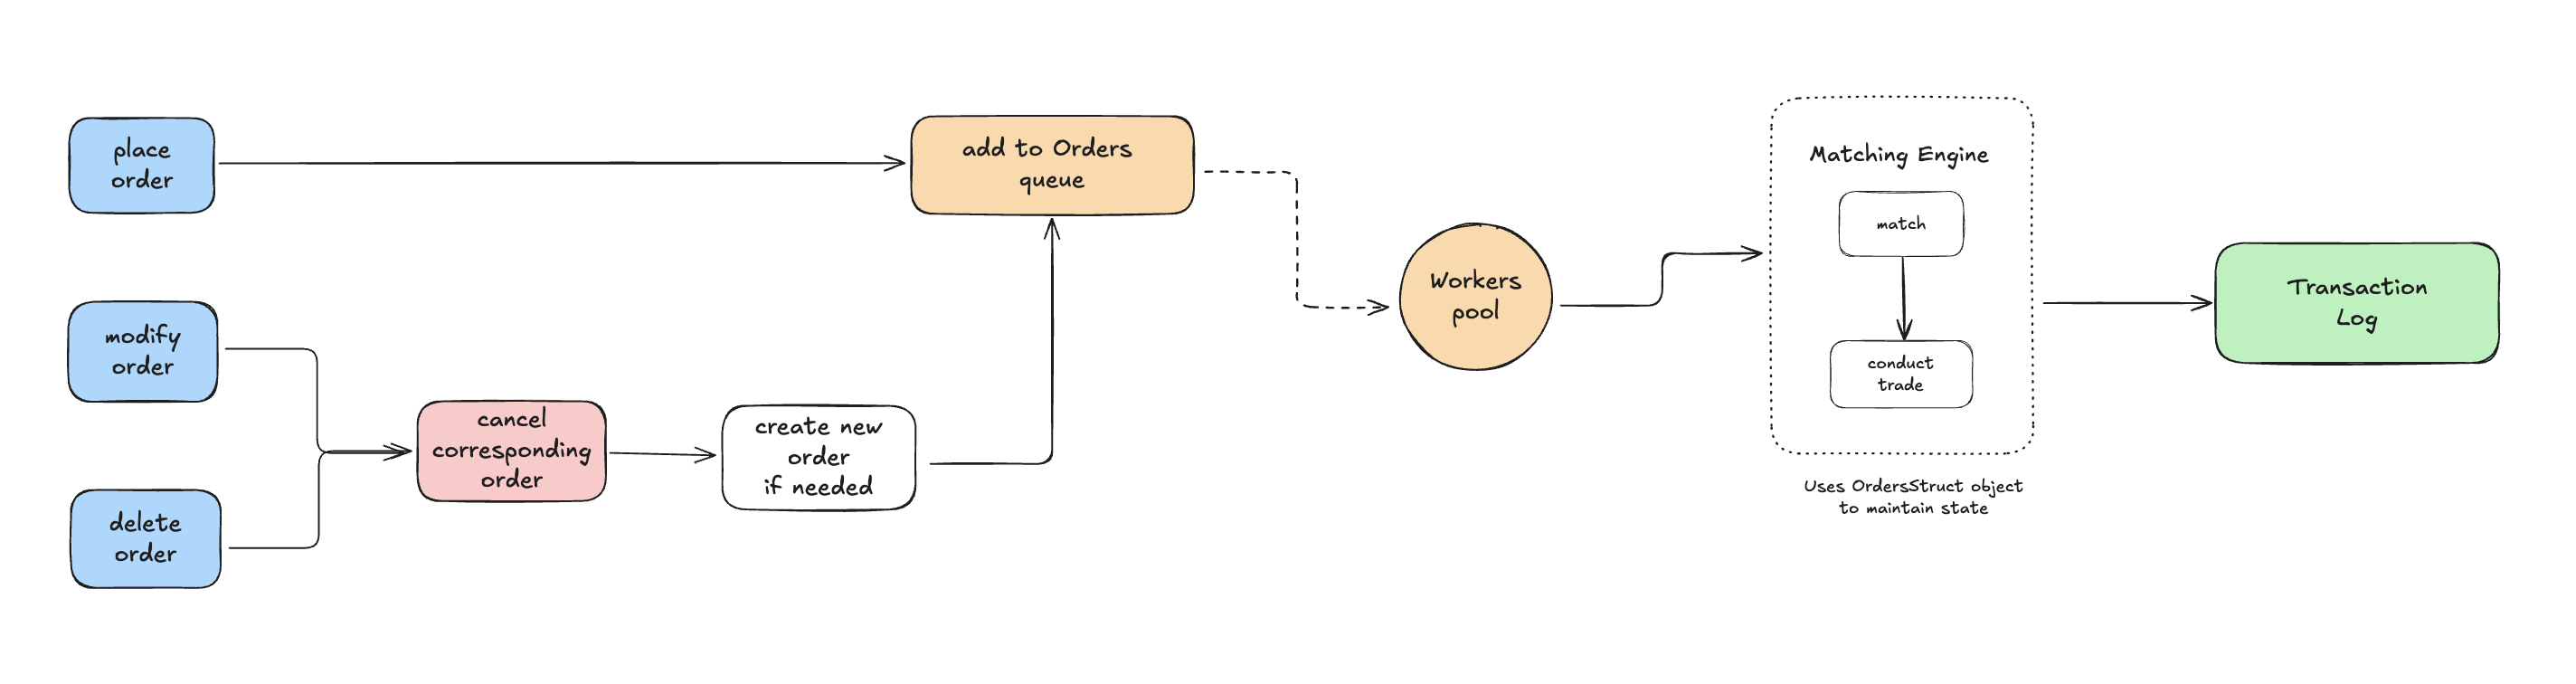 place
order
add to Orders
queue
modify
order
delete
order
cancel
corresponding
order
create new
order
if needed
Workers
pool
Matching Engine
match
conduct
trade
Uses OrdersStruct object
to maintain state
Transaction
Log